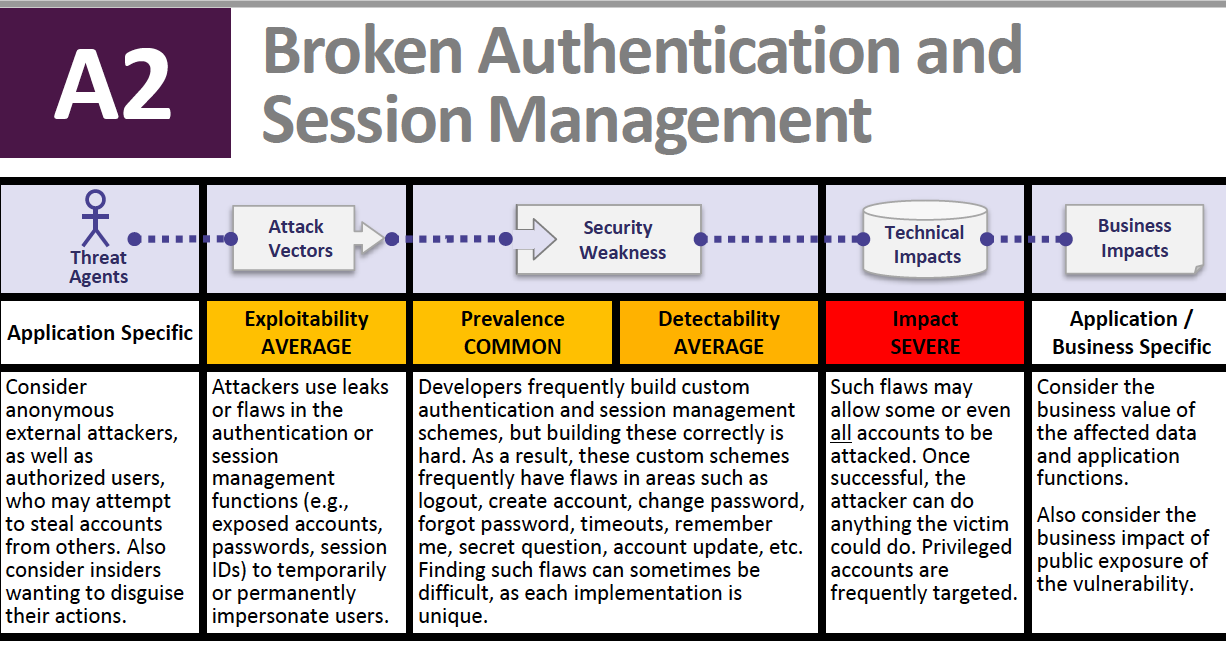 A2
Broken Authentication and
Session Management
Threat
Agents
Attack
Vectors
Security
Weakness
Technical
Impacts
Business
Impacts
Application Specific
Exploitability
AVERAGE
Prevalence
COMMON
Detectability
AVERAGE
Impact
SEVERE
Application /
Business Specific
Consider
anonymous
external attackers,
as well as
authorized users,
who may attempt
to steal accounts
from others. Also
consider insiders
wanting to disguise
their actions.
Attackers use leaks
or flaws in the
authentication or
session
management
functions (e.g.,
exposed accounts,
passwords, session
IDs) to temporarily
or permanently
impersonate users.
Developers frequently build custom
authentication and session management
schemes, but building these correctly is
hard. As a result, these custom schemes
frequently have flaws in areas such as
logout, create account, change password,
forgot password, timeouts, remember
me, secret question, account update, etc.
Finding such flaws can sometimes be
difficult, as each implementation is
unique.
Such flaws may
allow some or even
all accounts to be
attacked. Once
successful, the
attacker can do
anything the victim
could do. Privileged
accounts are
frequently targeted.
Consider the
business value of
the affected data
and application
functions.
Also consider the
business impact of
public exposure of
the vulnerability.